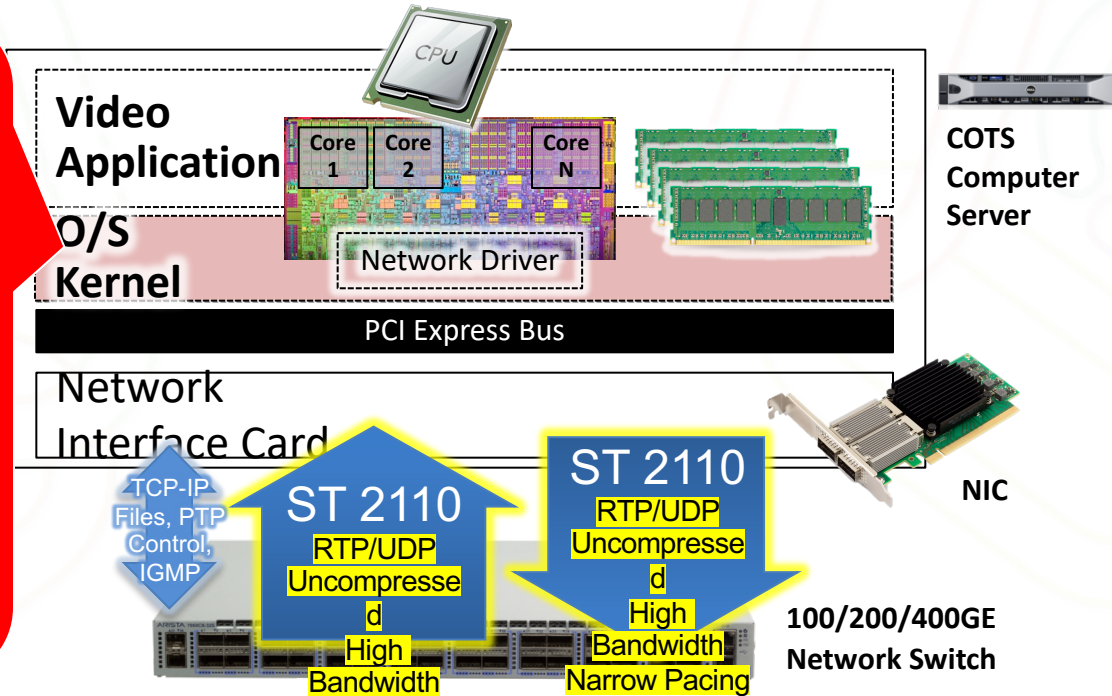 CPU
Video
Application
Core
1
Core
2
Core
N
COTS
Computer
Server
O/S
Kernel
Network Driver
PCI Express Bus
Network
Interface Card
NIC
TCP-IP
Files, PTP
Control,
IGMP
ST 2110
RTP/UDP
Uncompresse
d
High
Bandwidth
ST 2110
RTP/UDP
Uncompresse
d
High
Bandwidth
Narrow Pacing
ARISTA
100/200/400GE
Network Switch